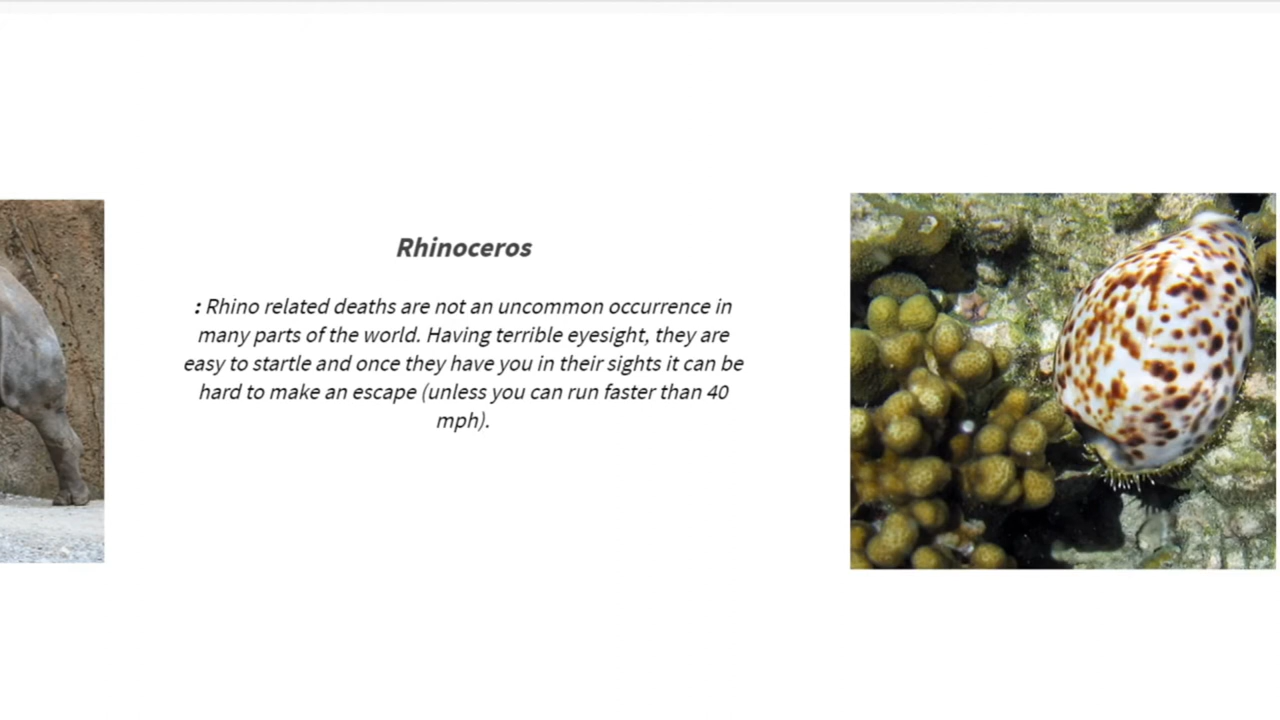 Rhinoceros
: Rhino related deaths are not an uncommon occurrence in
many parts of the world. Having terrible eyesight, they are
easy to startle and once they have you in their sights it can be
hard to make an escape (unless you can run faster than 40
mph).